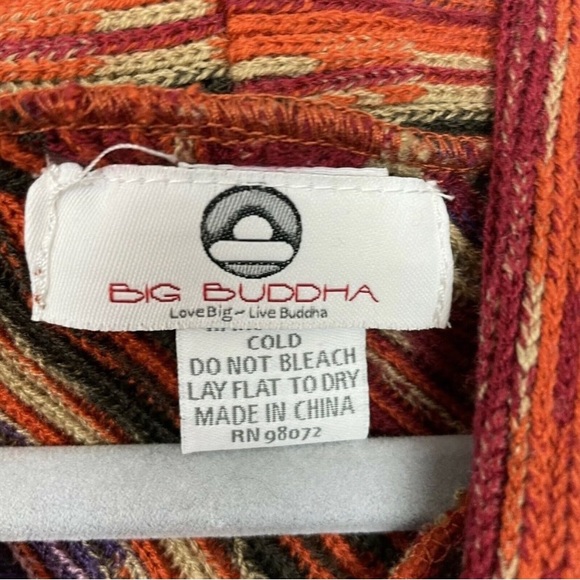 BIG BUDDHA
Love Big ~ Live Buddha
COLD
DO NOT BLEACH
LAY FLAT TO DRY
MADE IN CHINA
RN 98072